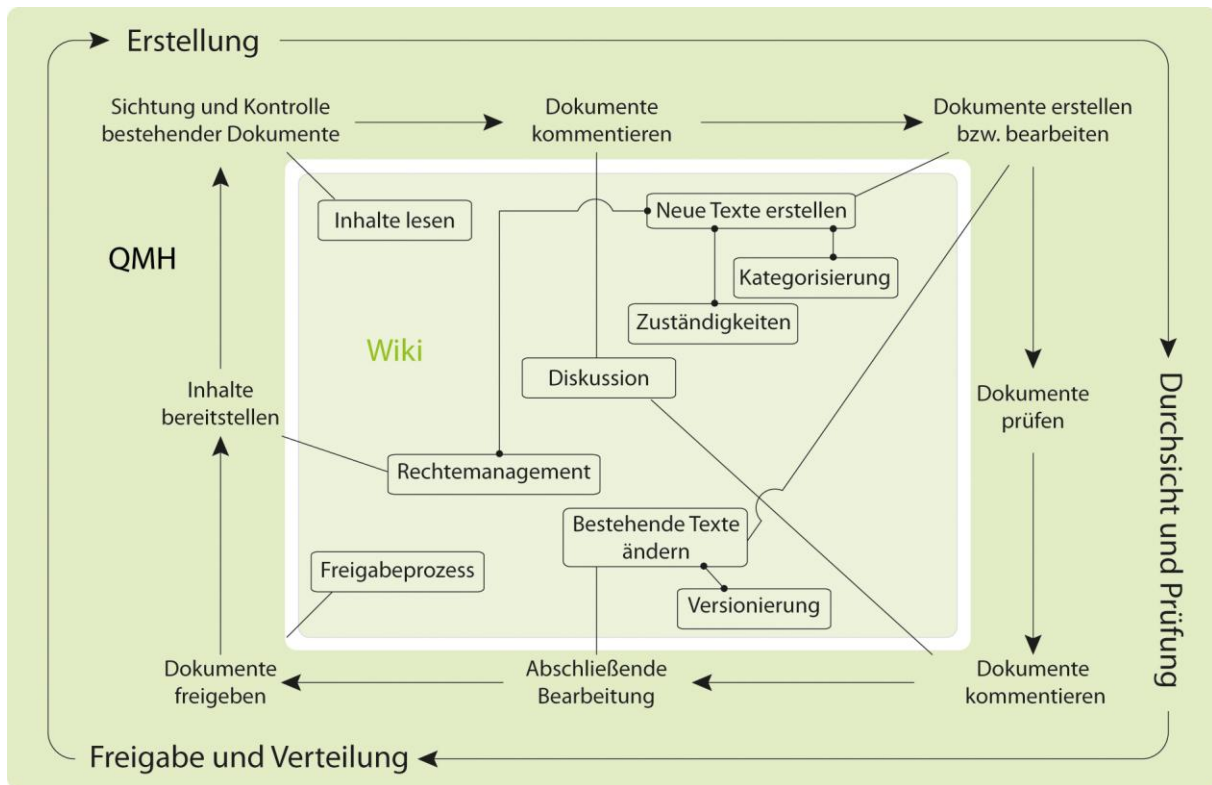 Erstellung
Sichtung und Kontrolle
bestehender Dokumente
Dokumente
kommentieren
Dokumente erstellen
bzw. bearbeiten
Inhalte lesen
Neue Texte erstellen
QMH
Kategorisierung
Zuständigkeiten
Wiki
Diskussion
Inhalte
bereitstellen
Dokumente
prüfen
Durchsicht und Prüfung
Rechtemanagement
Bestehende Texte
ändern
Freigabeprozess
Versionierung
Dokumente
freigeben
Abschließende
Bearbeitung
Dokumente
kommentieren
Freigabe und Verteilung